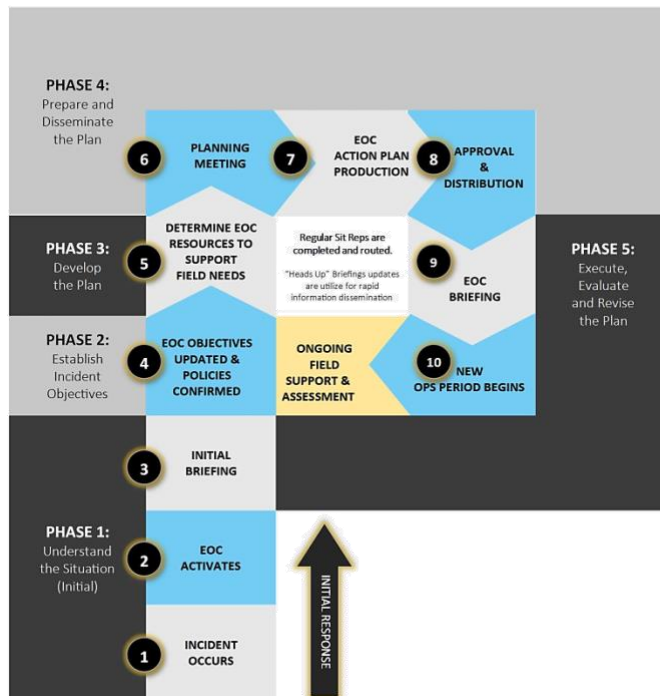 PHASE 4:
Prepare and
Disseminate
the Plan
6
PLANNING
MEETING
7
EOC
ACTION PLAN
PRODUCTION
8
APPROVAL
&
DISTRIBUTION
PHASE 3:
Develop
the Plan
5
DETERMINE EOC
RESOURCES TO
SUPPORT
FIELD NEEDS
Regular Sit Reps are
completed and routed.
"Heads Up" Briefings updates
are utilize for rapid
information dissemination
9
EOC
BRIEFING
PHASE 5:
Execute,
Evaluate
and Revise
the Plan
PHASE 2:
Establish
Incident
Objectives
4
EOC OBJECTIVES
UPDATED &
POLICIES
CONFIRMED
ONGOING
FIELD
SUPPORT &
ASSESSMENT
10
NEW
OPS PERIOD BEGINS
3
INITIAL
BRIEFING
PHASE 1:
Understand
the Situation
(Initial)
2
EOC
ACTIVATES
1
INCIDENT
OCCURS
INITIAL RESPONSE